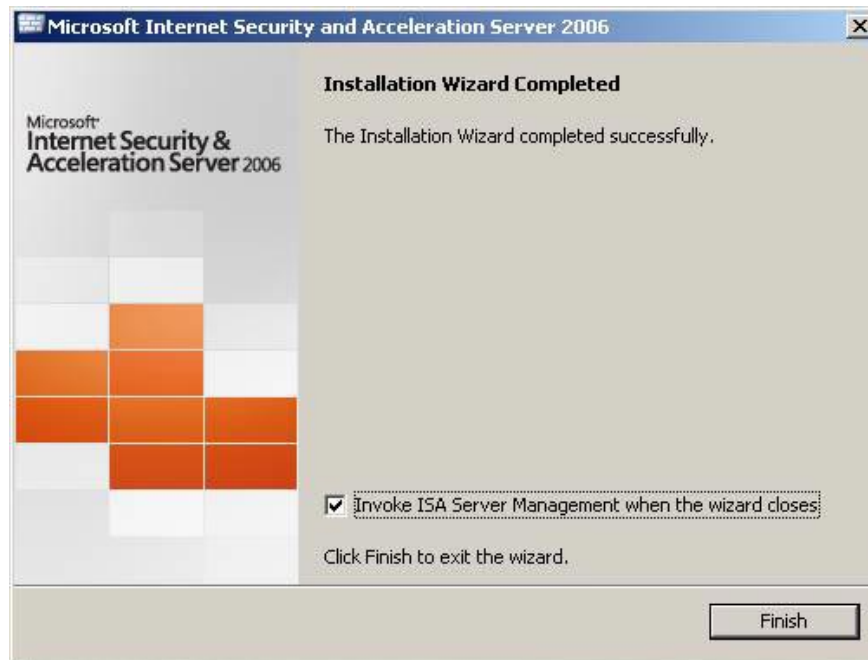 Microsoft Internet Security and Acceleration Server 2006
Microsoft
Internet Security &
Acceleration Server 2006
Installation Wizard Completed
The Installation Wizard completed successfully.
Invoke ISA Server Management when the wizard closes
Click Finish to exit the wizard.
Finish